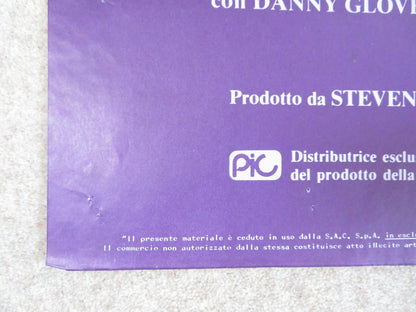 con DANNY GLOVE
Prodotto da STEVEN
PIC
Distributrice esclu
del prodotto della
"Il presente materiale è ceduto in uso dalla S.A.C. S.p.A. in esclu
Il commercio non autorizzato dalla stessa costituisce atto illecito art